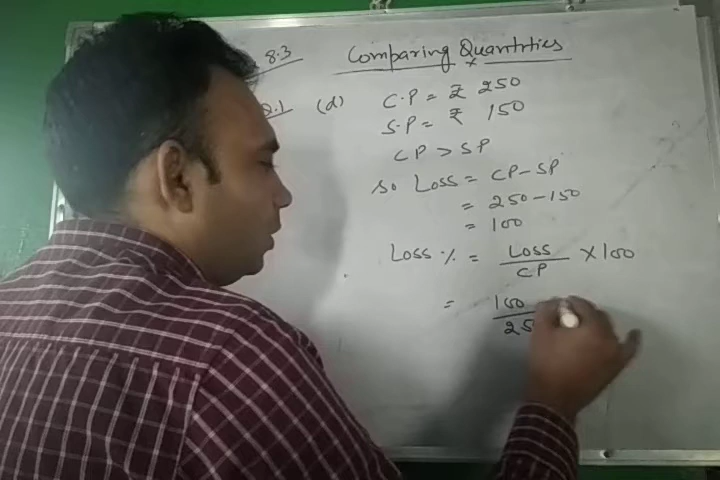 8.3 Comparing Quantities
Q.1 (d) C.P = ₹ 250
S.P = ₹ 150
CP > SP
so Loss = CP - SP
= 250 - 150
= 100
Loss % = Loss / CP × 100
= 100 / 25